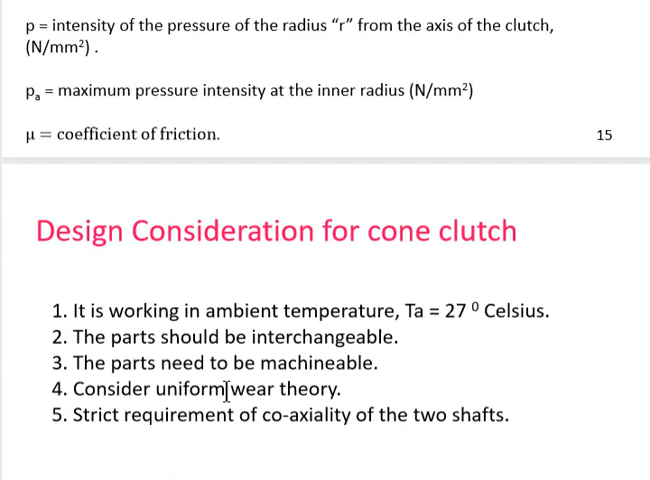 p = intensity of the pressure of the radius “r” from the axis of the clutch,
(N/mm²) .
pₐ = maximum pressure intensity at the inner radius (N/mm²)
μ = coefficient of friction.
15
Design Consideration for cone clutch
1. It is working in ambient temperature, Ta = 27 ⁰ Celsius.
2. The parts should be interchangeable.
3. The parts need to be machineable.
4. Consider uniform wear theory.
5. Strict requirement of co-axiality of the two shafts.